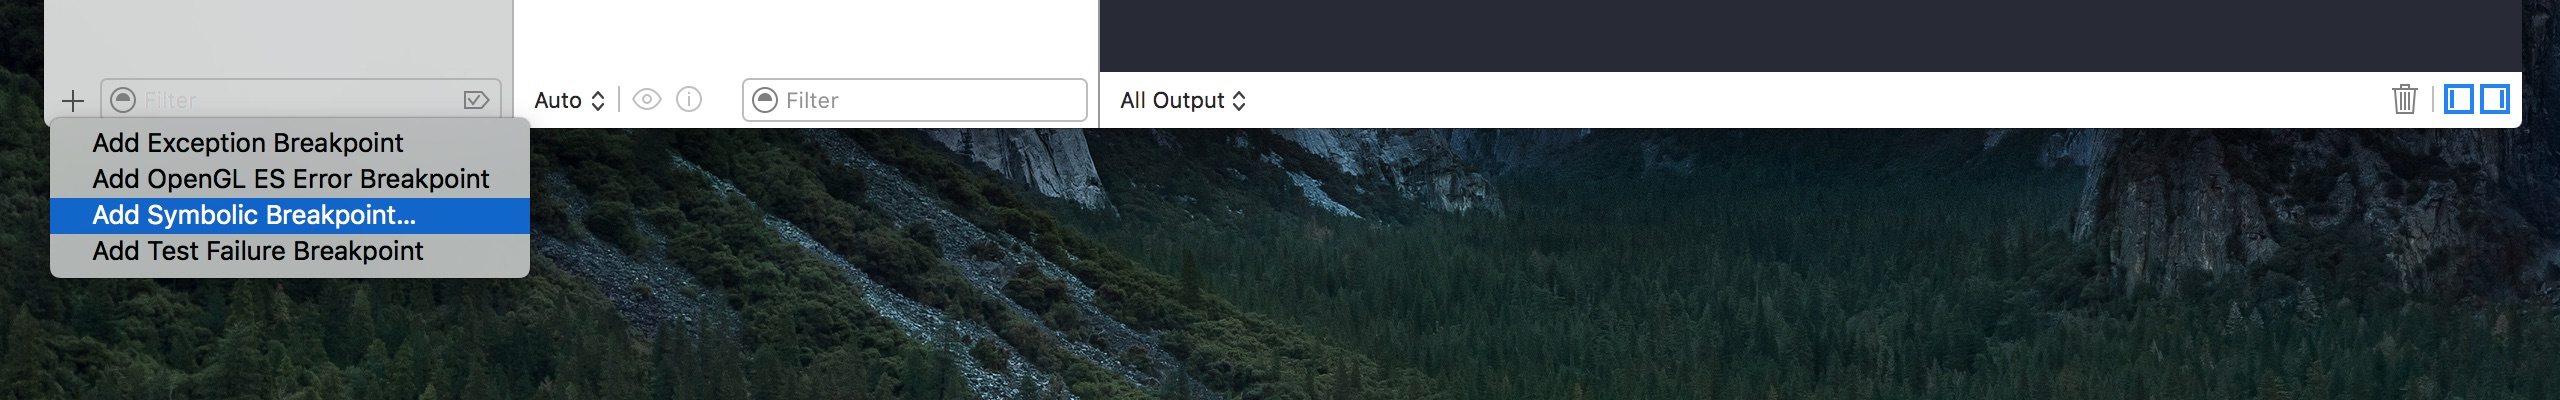 Filter
Auto
Filter
All Output
Add Exception Breakpoint
Add OpenGL ES Error Breakpoint
Add Symbolic Breakpoint...
Add Test Failure Breakpoint